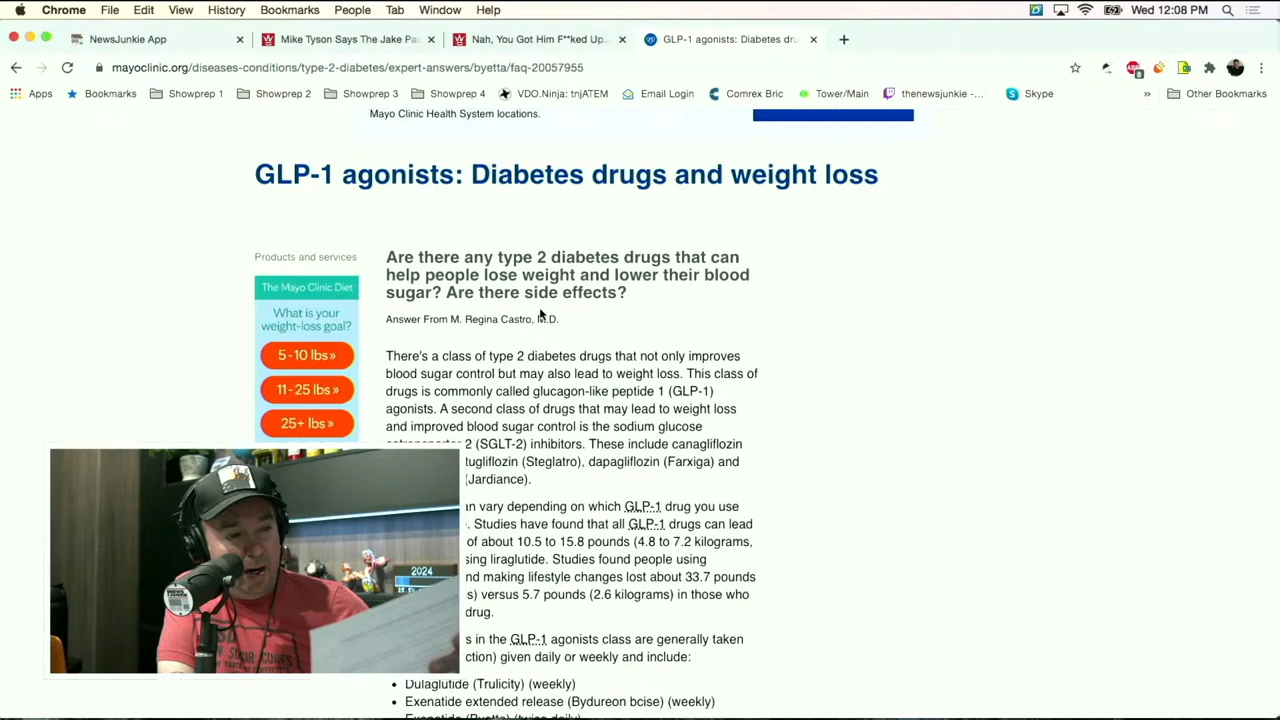 Chrome File Edit View History Bookmarks People Tab Window Help Wed 12:08 PM
NewsJunkie App Mike Tyson Says The Jake Pa Nah, You Got Him F**ked Up... GLP-1 agonists: Diabetes dru
mayoclinic.org/diseases-conditions/type-2-diabetes/expert-answers/byetta/faq-20057955
8
Apps Bookmarks Showprep 1 Showprep 2 Showprep 3 Showprep 4 VDO.Ninja: tnjATEM Email Login Comrex Bric Tower/Main thenewsjunkie -... Skype » Other Bookmarks
Mayo Clinic Health System locations.
GLP-1 agonists: Diabetes drugs and weight loss
Products and services
The Mayo Clinic Diet
What is your
weight-loss goal?
5-10 lbs»
11-25 lbs»
25+ lbs»
Are there any type 2 diabetes drugs that can
help people lose weight and lower their blood
sugar? Are there side effects?
Answer From M. Regina Castro, M.D.
There's a class of type 2 diabetes drugs that not only improves
blood sugar control but may also lead to weight loss. This class of
drugs is commonly called glucagon-like peptide 1 (GLP-1)
agonists. A second class of drugs that may lead to weight loss
and improved blood sugar control is the sodium glucose
2 (SGLT-2) inhibitors. These include canagliflozin
tugliflozin (Steglatro), dapagliflozin (Farxiga) and
(Jardiance).
an vary depending on which GLP-1 drug you use
. Studies have found that all GLP-1 drugs can lead
of about 10.5 to 15.8 pounds (4.8 to 7.2 kilograms,
sing liraglutide. Studies found people using
nd making lifestyle changes lost about 33.7 pounds
s) versus 5.7 pounds (2.6 kilograms) in those who
drug.
s in the GLP-1 agonists class are generally taken
ction) given daily or weekly and include:
• Dulaglutide (Trulicity) (weekly)
• Exenatide extended release (Bydureon bcise) (weekly)
Exenatide (Byetta) (twice daily)
2024
NEWS
JUNKIE